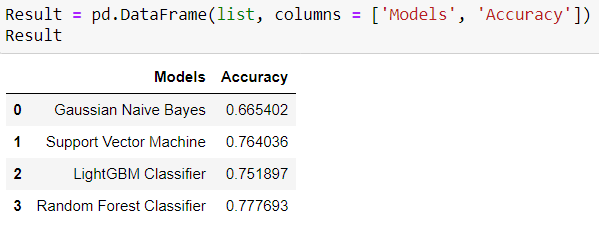 Result = pd.DataFrame(list, columns = ['Models', 'Accuracy'])
Result
Models Accuracy
0 Gaussian Naive Bayes 0.665402
1 Support Vector Machine 0.764036
2 LightGBM Classifier 0.751897
3 Random Forest Classifier 0.777693